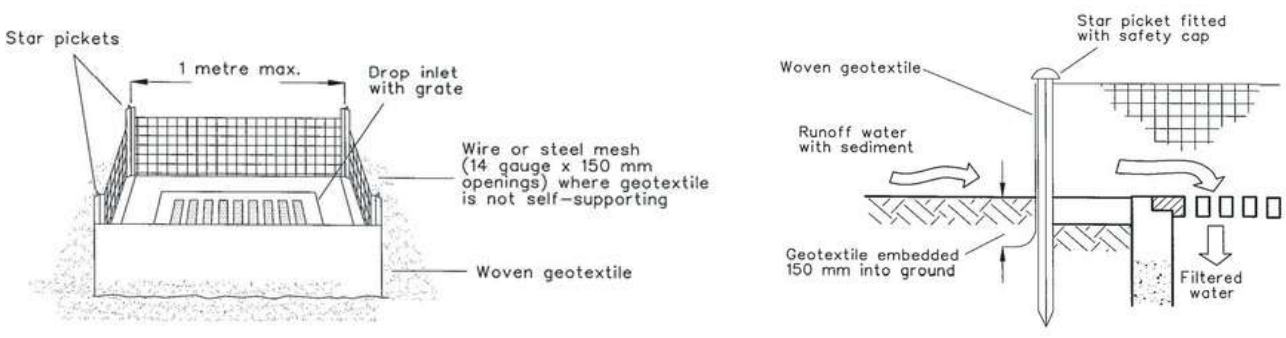 Star pickets
1 metre max.
Drop inlet
with grate
Wire or steel mesh
(14 gauge x 150 mm
openings) where geotextile
is not self-supporting
Woven geotextile
Star picket fitted
with safety cap
Woven geotextile
Runoff water
with sediment
Geotextile embedded
150 mm into ground
Filtered
water